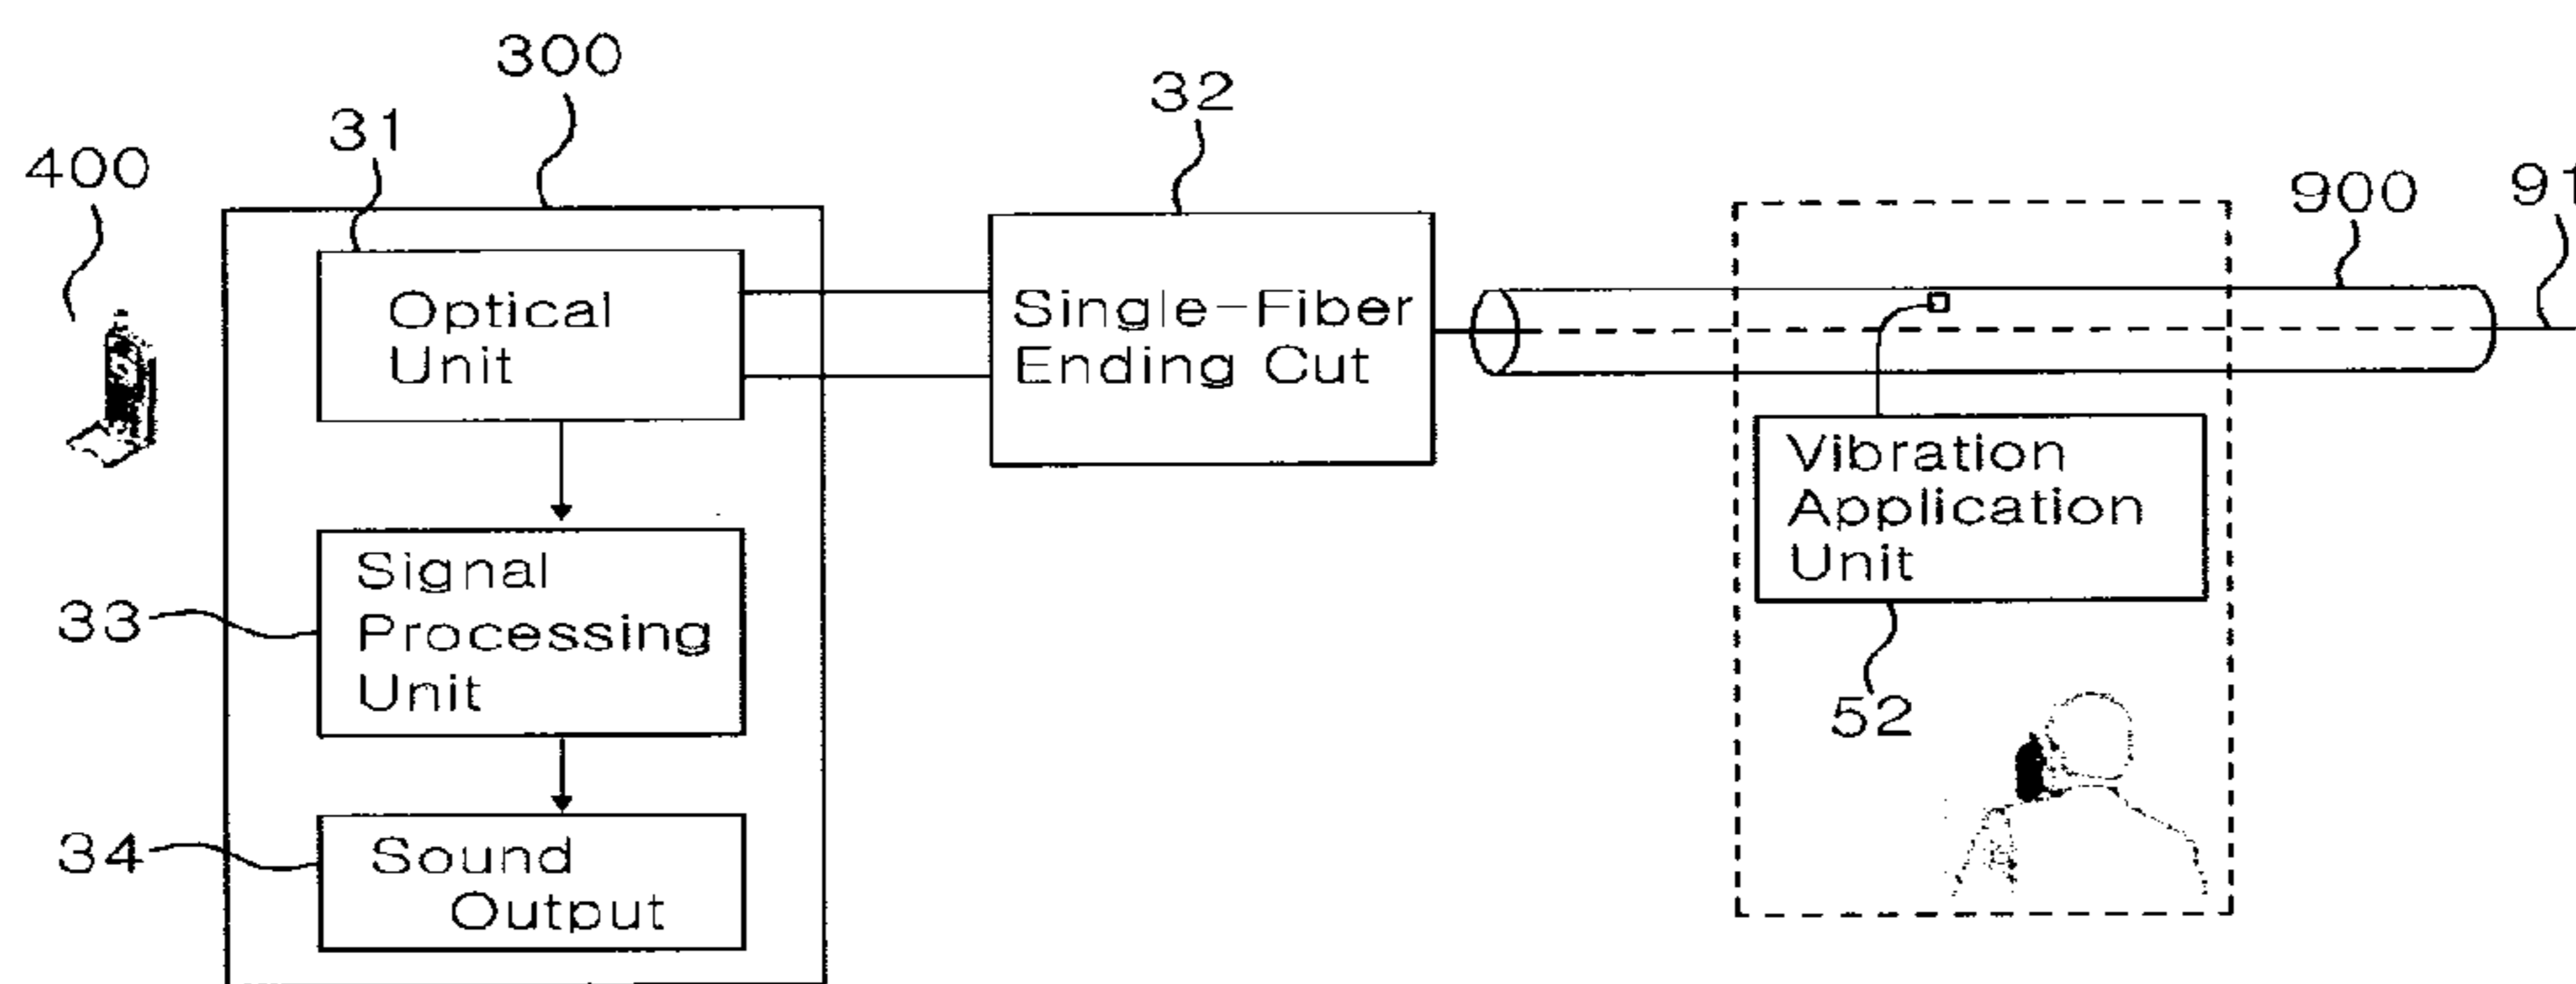 300
32
31
400
900
91
Optical
Unit
Single-Fiber
Ending Cut
Vibration
Application
Unit
Signal
Processing
Unit
33
52
34
Sound
Output